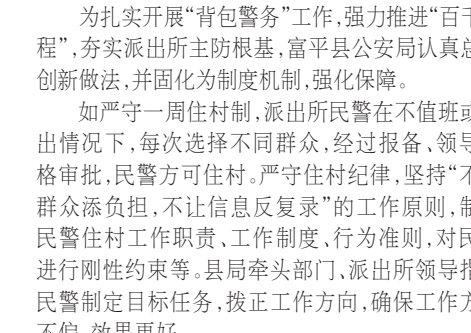 为扎实开展“背包警务”工作,强力推进“百千
程”,夯实派出所主防根基,富平县公安局认真总
创新做法,并固化为制度机制,强化保障。
如严守一周住村制,派出所民警在不值班或
出情况下,每次选择不同群众,经过报备、领导
格审批,民警方可住村。严守住村纪律,坚持“不
群众添负担,不让信息反复录”的工作原则,制
民警住村工作职责、工作制度、行为准则,对民
进行刚性约束等。县局牵头部门、派出所领导指
民警制定目标任务,拨正工作方向,确保工作方
不偏、效果更好